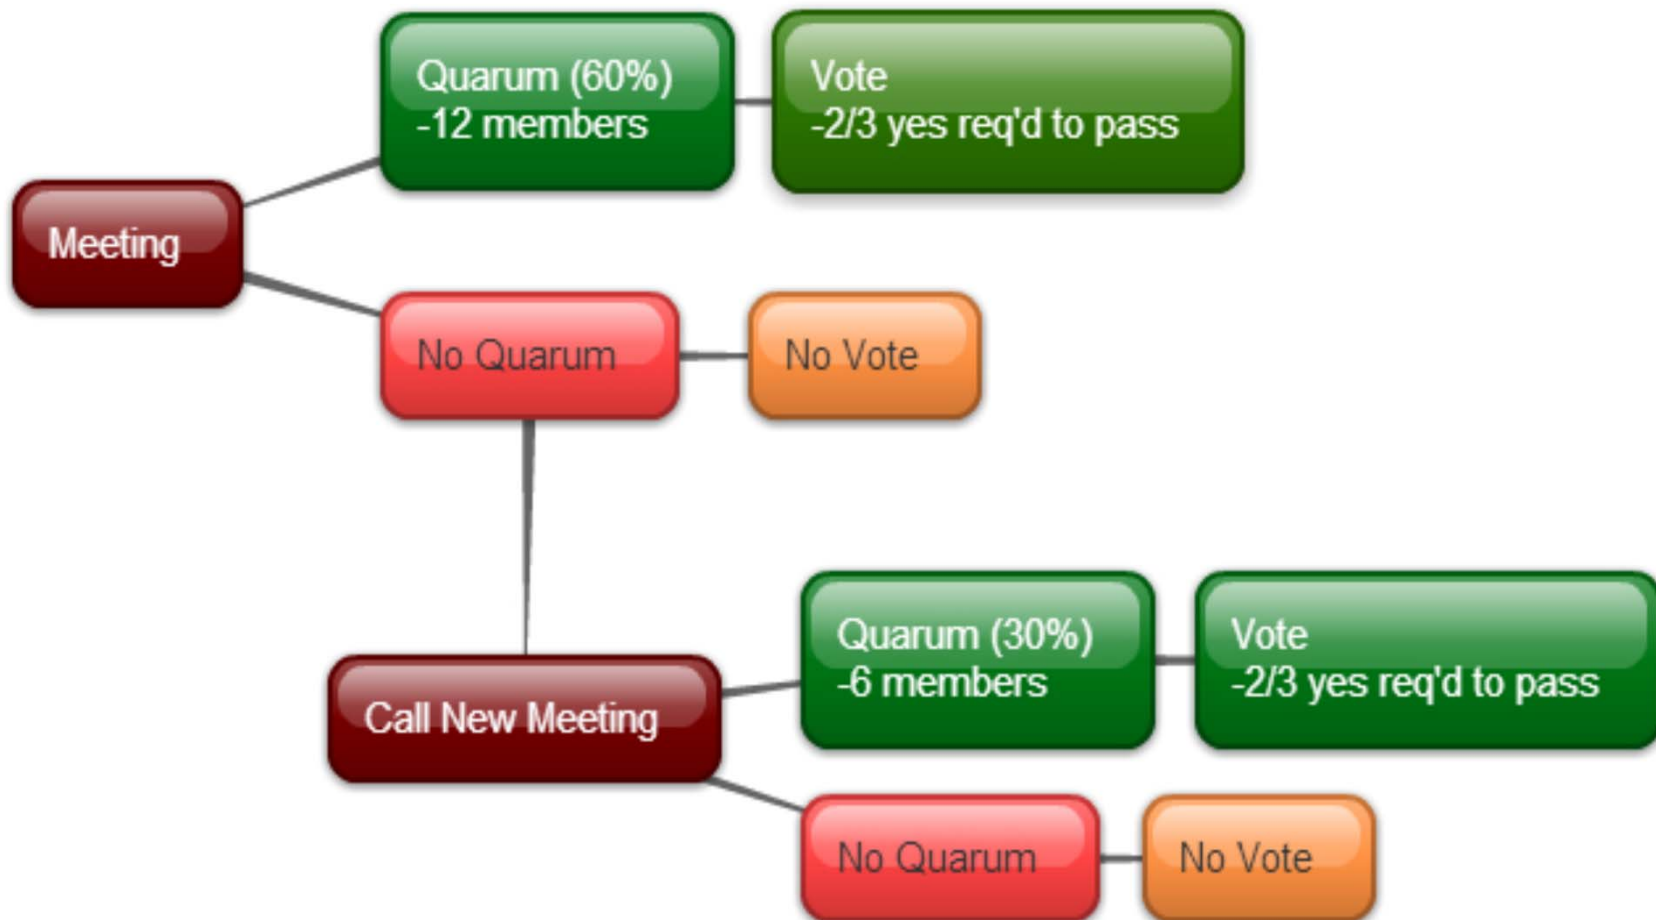 Quarum (60%)
-12 members
Vote
-2/3 yes req'd to pass
Meeting
No Quarum
No Vote
Quarum (30%)
-6 members
Vote
-2/3 yes req'd to pass
Call New Meeting
No Quarum
No Vote